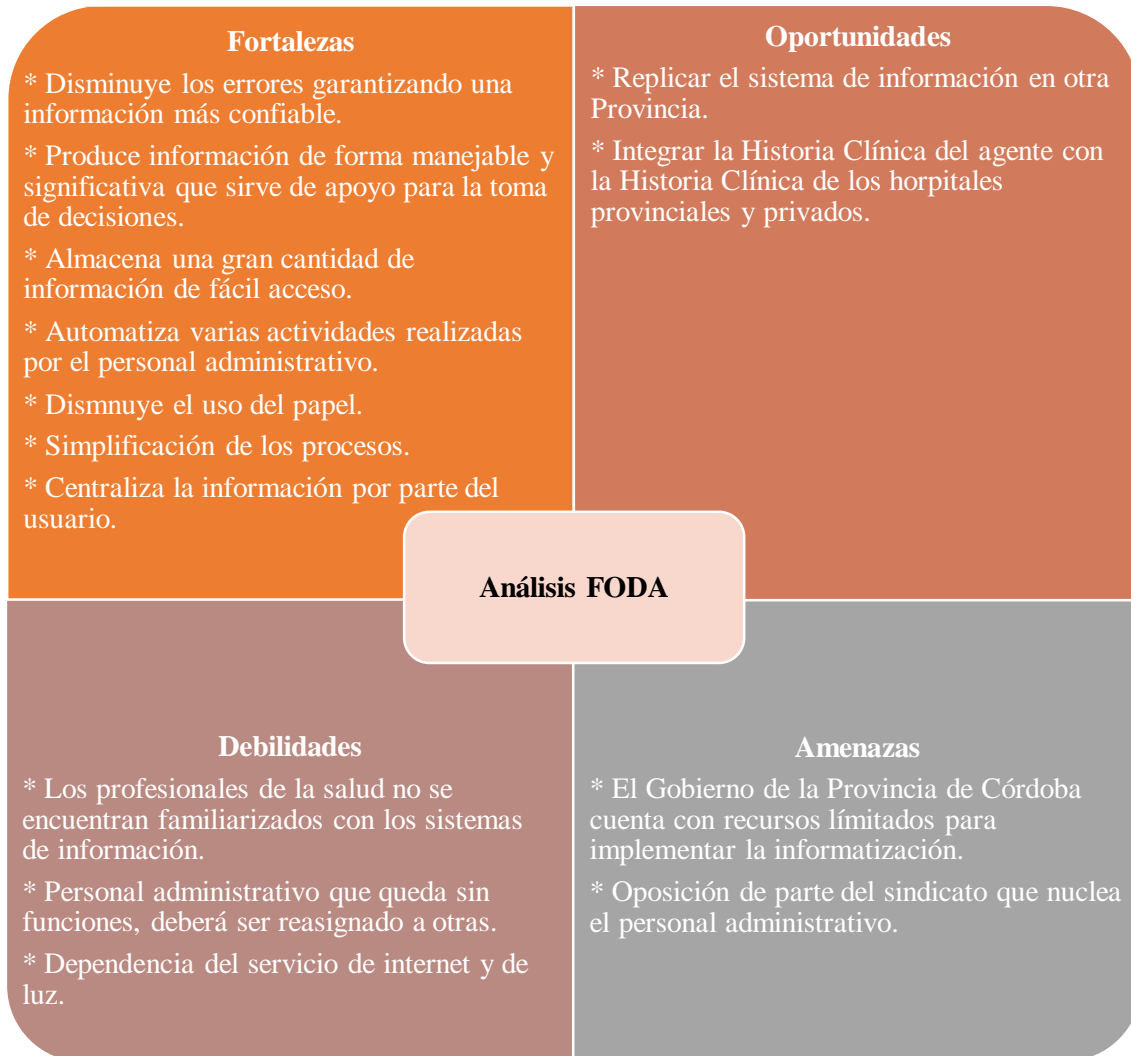 Fortalezas
* Disminuye los errores garantizando una
información más confiable.
* Produce información de forma manejable y
significativa que sirve de apoyo para la toma
de decisiones.
* Almacena una gran cantidad de
información de fácil acceso.
* Automatiza varias actividades realizadas
por el personal administrativo.
* Dismnuye el uso del papel.
* Simplificación de los procesos.
* Centraliza la información por parte del
usuario.
Oportunidades
* Replicar el sistema de información en otra
Provincia.
* Integrar la Historia Clínica del agente con
la Historia Clínica de los horpitales
provinciales y privados.
Análisis FODA
Debilidades
* Los profesionales de la salud no se
encuentran familiarizados con los sistemas
de información.
* Personal administrativo que queda sin
funciones, deberá ser reasignado a otras.
* Dependencia del servicio de internet y de
luz.
Amenazas
* El Gobierno de la Provincia de Córdoba
cuenta con recursos límitados para
implementar la informatización.
* Oposición de parte del sindicato que nuclea
el personal administrativo.